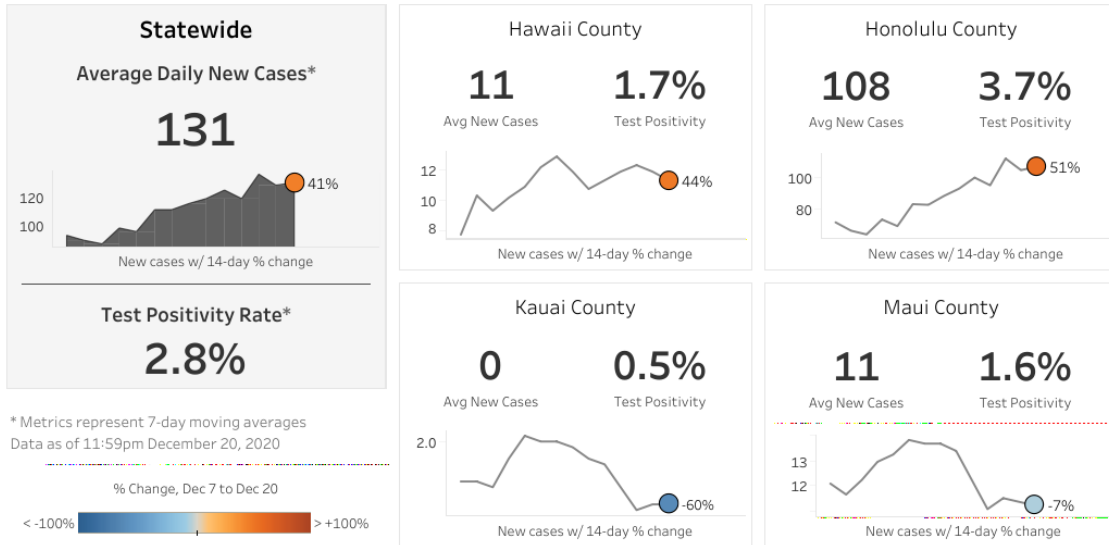 Statewide
Average Daily New Cases*
131
120
100
41%
New cases w/ 14-day % change
Test Positivity Rate*
2.8%
* Metrics represent 7-day moving averages
Data as of 11:59pm December 20, 2020
% Change, Dec 7 to Dec 20
< -100%
> +100%
Hawaii County
11
1.7%
Avg New Cases
Test Positivity
12
10
8
44%
New cases w/ 14-day % change
Honolulu County
108
3.7%
Avg New Cases
Test Positivity
100
80
51%
New cases w/ 14-day % change
Kauai County
0
0.5%
Avg New Cases
Test Positivity
2.0
-60%
New cases w/ 14-day % change
Maui County
11
1.6%
Avg New Cases
Test Positivity
13
12
-7%
New cases w/ 14-day % change